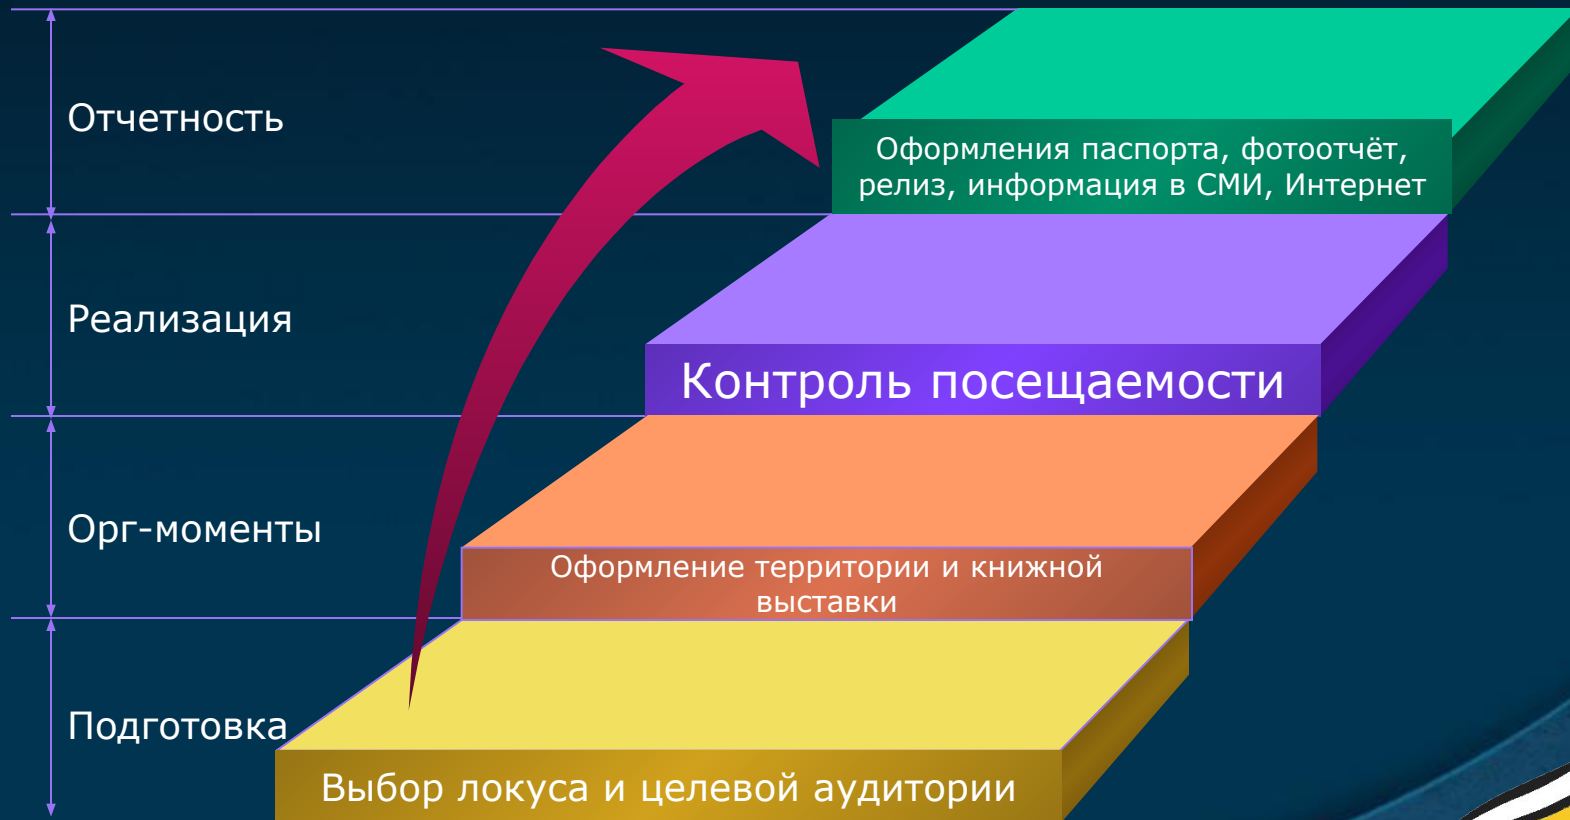 Отчетность
Оформления паспорта, фотоотчёт,
релиз, информация в СМИ, Интернет
Реализация
Контроль посещаемости
Орг-моменты
Оформление территории и книжной
выставки
Подготовка
Выбор локуса и целевой аудитории